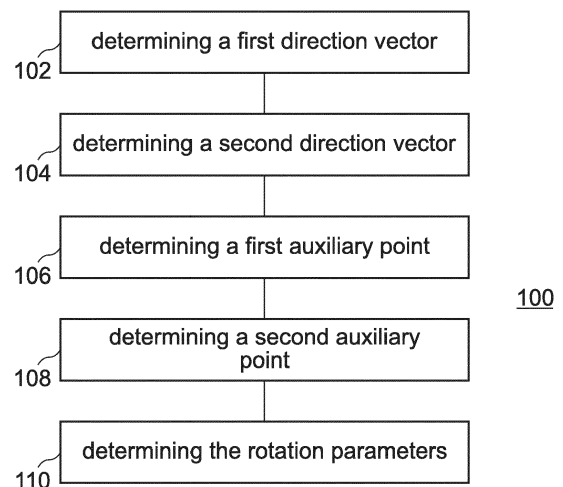 determining a first direction vector
102
determining a second direction vector
104
determining a first auxiliary point
106
100
determining a second auxiliary
point
108
determining the rotation parameters
110